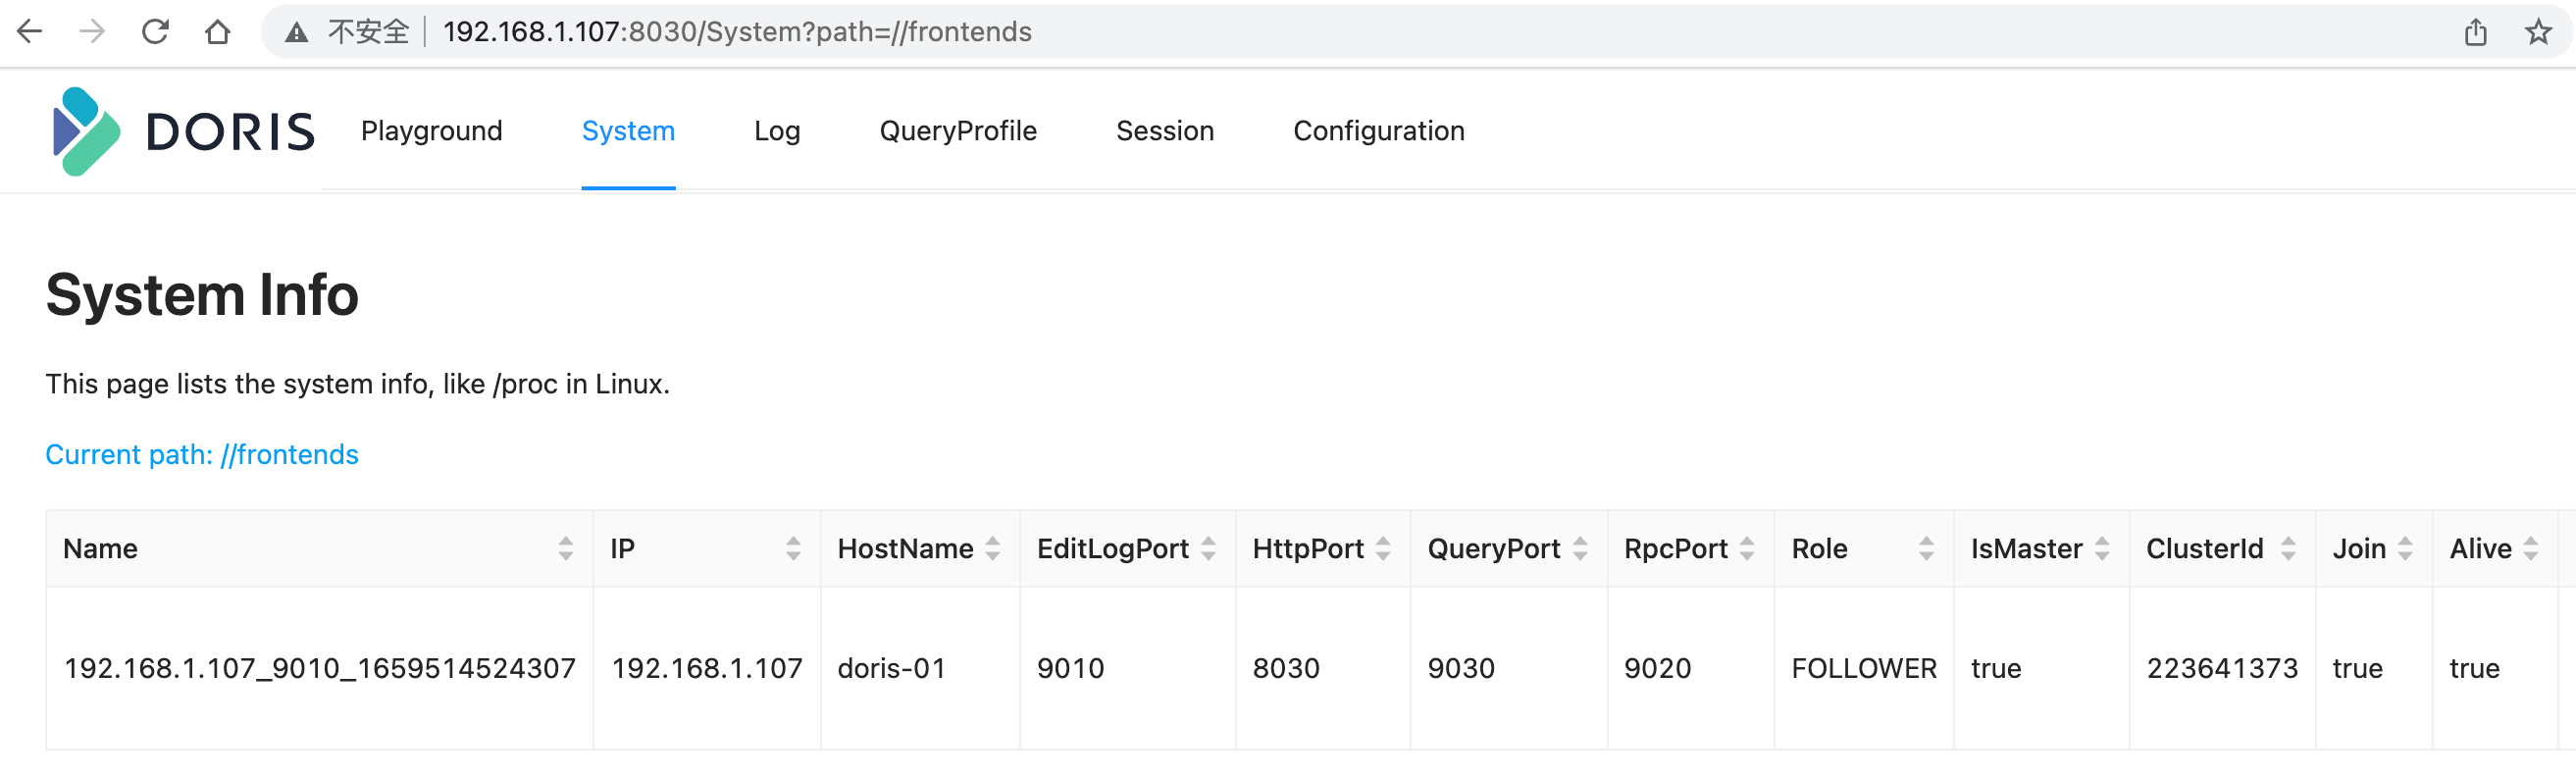 不安全 192.168.1.107:8030/System?path=//frontends
DORIS Playground System Log QueryProfile Session Configuration
System Info
This page lists the system info, like /proc in Linux.
Current path: //frontends
Name IP HostName EditLogPort HttpPort QueryPort RpcPort Role IsMaster ClusterId Join Alive
192.168.1.107_9010_1659514524307 192.168.1.107 doris-01 9010 8030 9030 9020 FOLLOWER true 223641373 true true